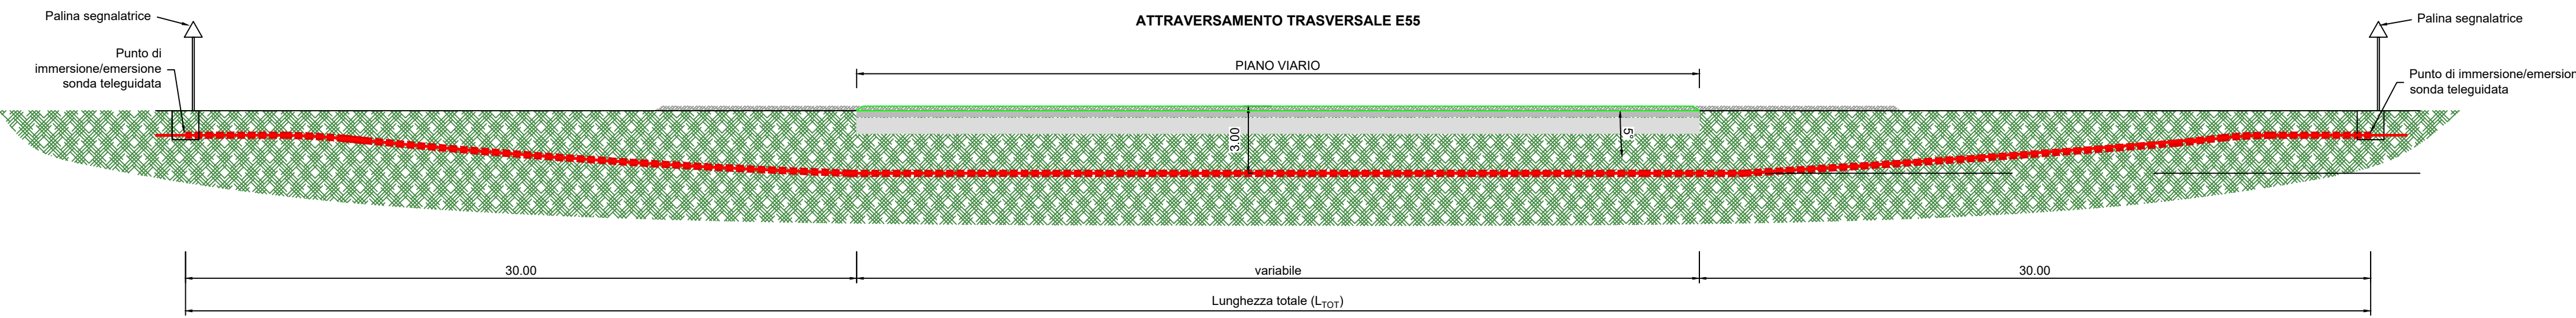 ATTRAVERSAMENTO TRASVERSALE E55
Palina segnalatrice
Palina segnalatrice
Punto di
immersione/emersione
sonda teleguidata
PIANO VIARIO
Punto di immersione/emersion
sonda teleguidata
3.00
5°
30.00
variabile
30.00
Lunghezza totale (LTOT)